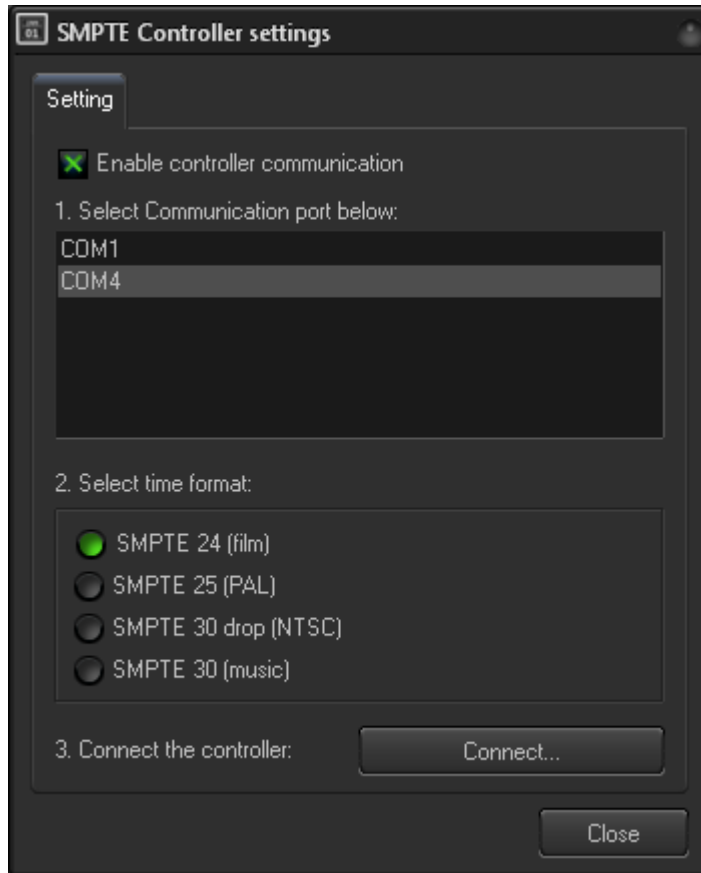 SMPTE Controller settings
Setting
Enable controller communication
1. Select Communication port below:
COM1
COM4
2. Select time format:
SMPTE 24 (film)
SMPTE 25 (PAL)
SMPTE 30 drop (NTSC)
SMPTE 30 (music)
3. Connect the controller: Connect...
Close